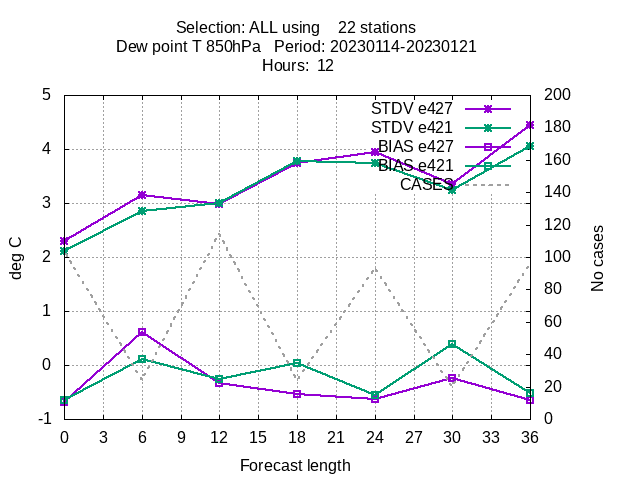 Selection: ALL using 22 stations
Dew point T 850hPa Period: 20230114-20230121
Hours: 12
STDV e427
STDV e421
BIAS e427
BIAS e421
CASES
5
4
3
2
1
0
-1
200
180
160
140
120
100
80
60
40
20
0
deg C
No cases
0 3 6 9 12 15 18 21 24 27 30 33 36
Forecast length